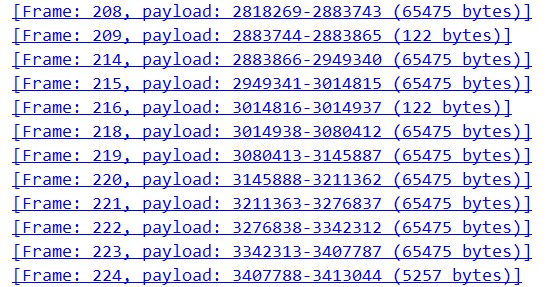 [Frame: 208, payload: 2818269-2883743 (65475 bytes)]
[Frame: 209, payload: 2883744-2883865 (122 bytes)]
[Frame: 214, payload: 2883866-2949340 (65475 bytes)]
[Frame: 215, payload: 2949341-3014815 (65475 bytes)]
[Frame: 216, payload: 3014816-3014937 (122 bytes)]
[Frame: 218, payload: 3014938-3080412 (65475 bytes)]
[Frame: 219, payload: 3080413-3145887 (65475 bytes)]
[Frame: 220, payload: 3145888-3211362 (65475 bytes)]
[Frame: 221, payload: 3211363-3276837 (65475 bytes)]
[Frame: 222, payload: 3276838-3342312 (65475 bytes)]
[Frame: 223, payload: 3342313-3407787 (65475 bytes)]
[Frame: 224, payload: 3407788-3413044 (5257 bytes)]